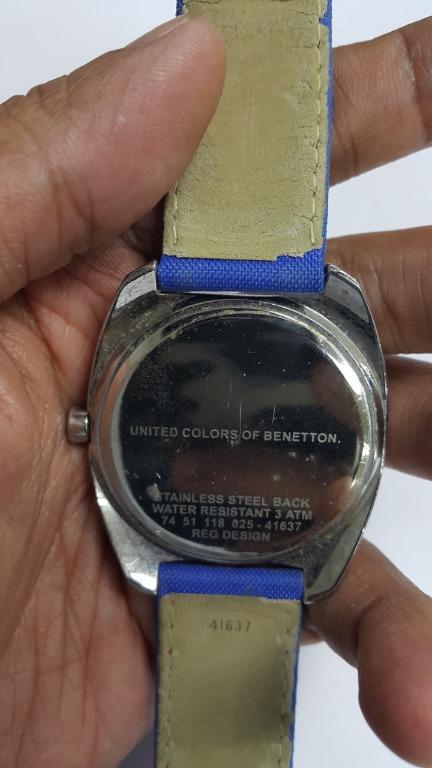 UNITED COLORS OF BENETTON.
STAINLESS STEEL BACK
WATER RESISTANT 3 ATM
74 51 118 025 - 41637
REG DESIGN
41637